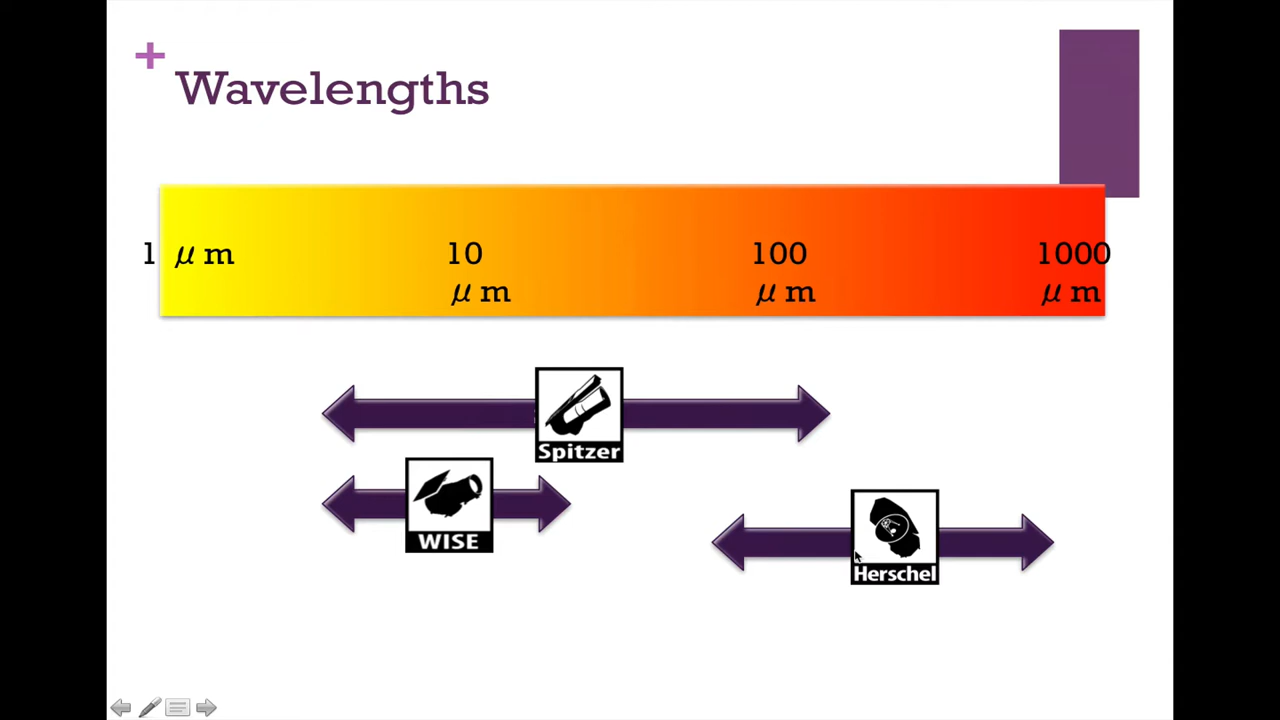 +
Wavelengths
1 μm
10 μm
100 μm
1000 μm
Spitzer
WISE
Herschel